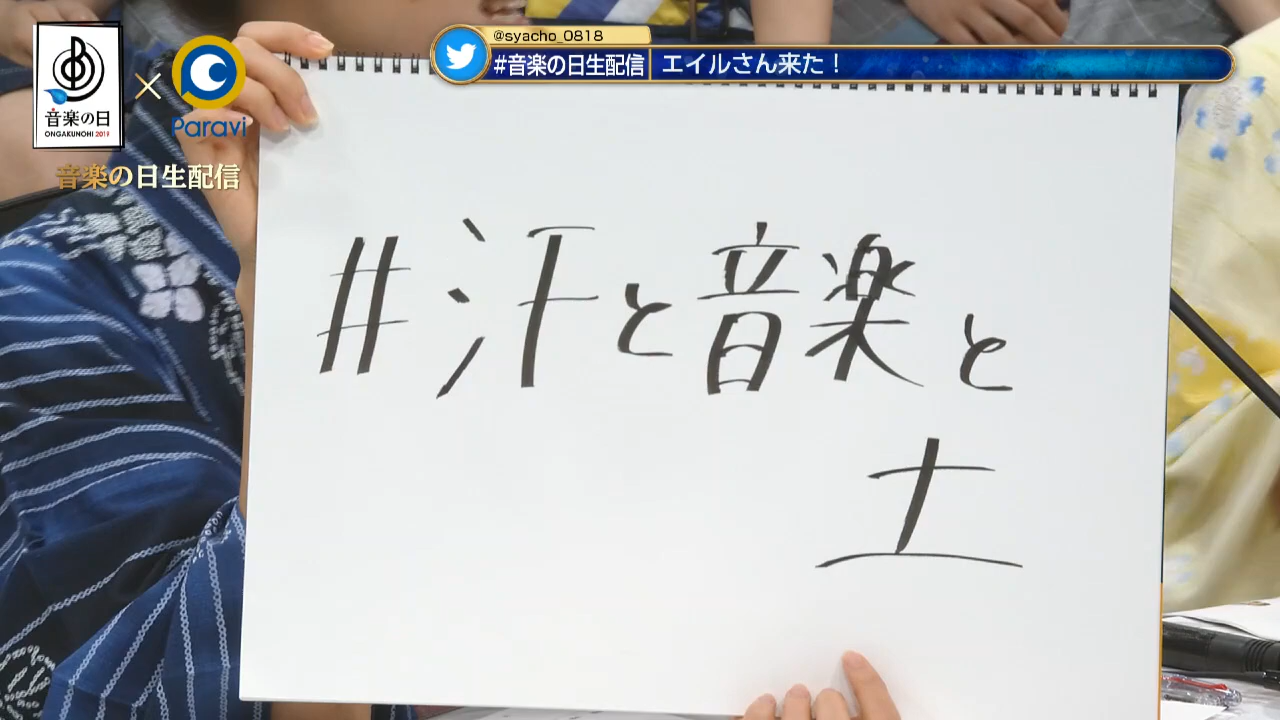 @syacho_0818
#音楽の日生配信 エイルさん来た！
音楽の日
ONGAKUNOHI 2019
×
Paravi
音楽の日生配信
#汗と音楽と
土